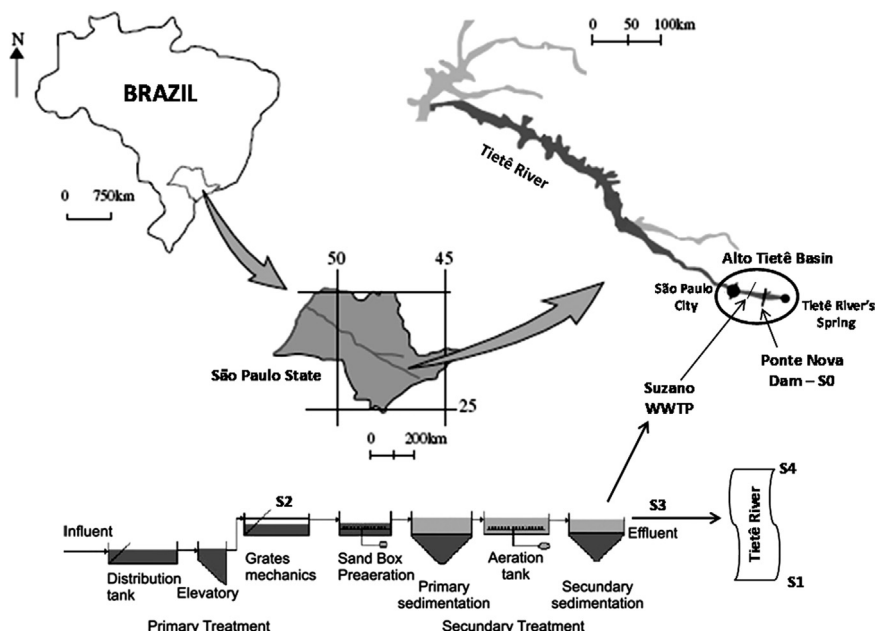 N
BRAZIL
0 750km
0 50 100km
Tietê River
50
45
São Paulo State
25
0 200km
Alto Tietê Basin
São Paulo
City
Tietê River's
Spring
Ponte Nova
Dam – S0
Suzano
WWTP
Influent
Distribution
tank
Elevatory
S2
Grates
mechanics
Sand Box
Preaeration
Primary
sedimentation
Aeration
tank
Secundary
sedimentation
S3
Effluent
S4
Tietê River
S1
Primary Treatment
Secundary Treatment